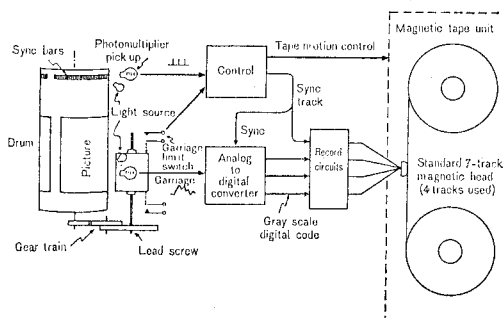 Magnetic tape unit
Photomultiplier
pick up
Sync bars
Tape motion control
Control
Light source
Sync
track
Sync
Drum
Picture
Garriage
limit
switch
Garriage
Analog
to
digital
converter
Record
circuits
Standard 7-track
magnetic head
(4 tracks used)
Gray scale
digital code
Gear train
Lead screw